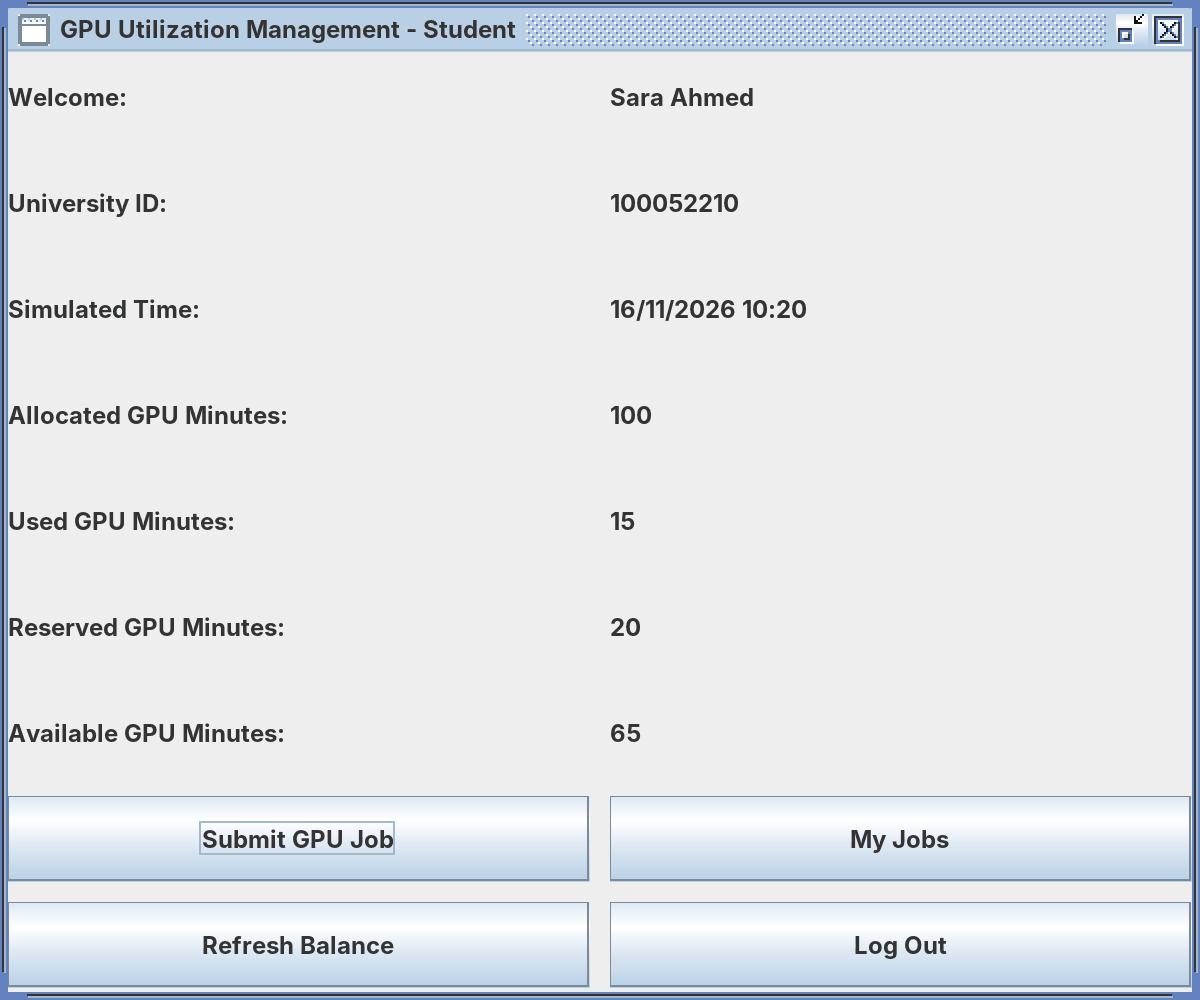 GPU Utilization Management - Student
Welcome: Sara Ahmed
University ID: 100052210
Simulated Time: 16/11/2026 10:20
Allocated GPU Minutes: 100
Used GPU Minutes: 15
Reserved GPU Minutes: 20
Available GPU Minutes: 65
Submit GPU Job My Jobs
Refresh Balance Log Out